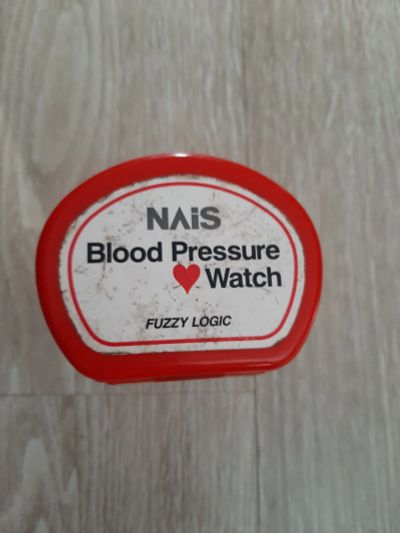 NAiS
Blood Pressure
Watch
FUZZY LOGIC